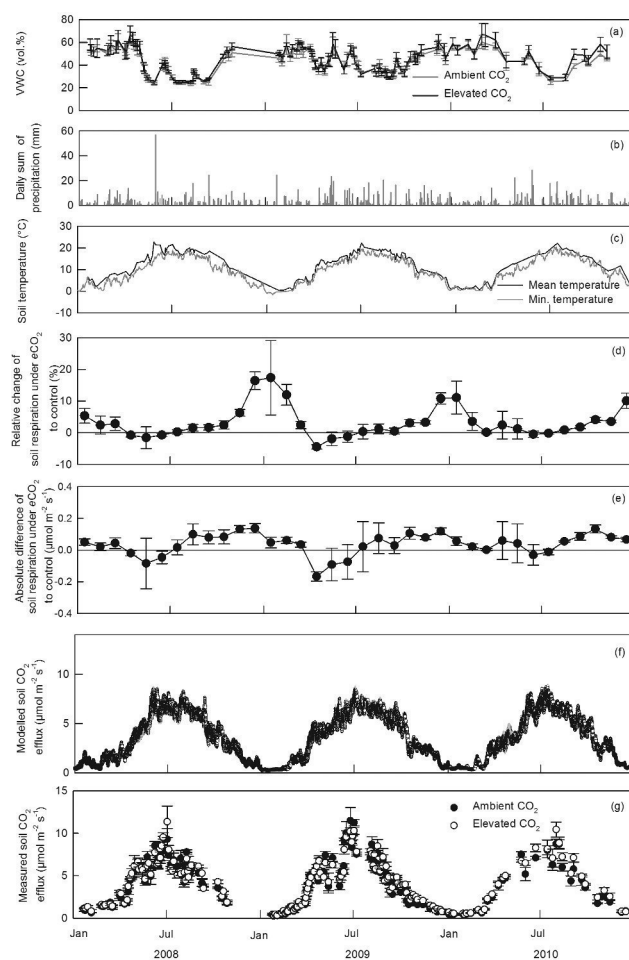 (a)
VWC (vol.%)
80
60
40
20
0
Ambient CO2
Elevated CO2
(b)
Daily sum of
precipitation (mm)
60
40
20
0
(c)
Soil temperature (°C)
30
20
10
0
-10
Mean temperature
Min. temperature
(d)
Relative change of
soil respiration under eCO2
to control (%)
30
20
10
0
-10
(e)
Absolute difference of
soil respiration under eCO2
to control (µmol m-2 s-1)
0.4
0.2
0.0
-0.2
-0.4
(f)
Modelled soil CO2
efflux (µmol m-2 s-1)
10
5
0
(g)
Measured soil CO2
efflux (µmol m-2 s-1)
15
10
5
0
Ambient CO2
Elevated CO2
Jan Jul Jan Jul Jan Jul
2008 2009 2010